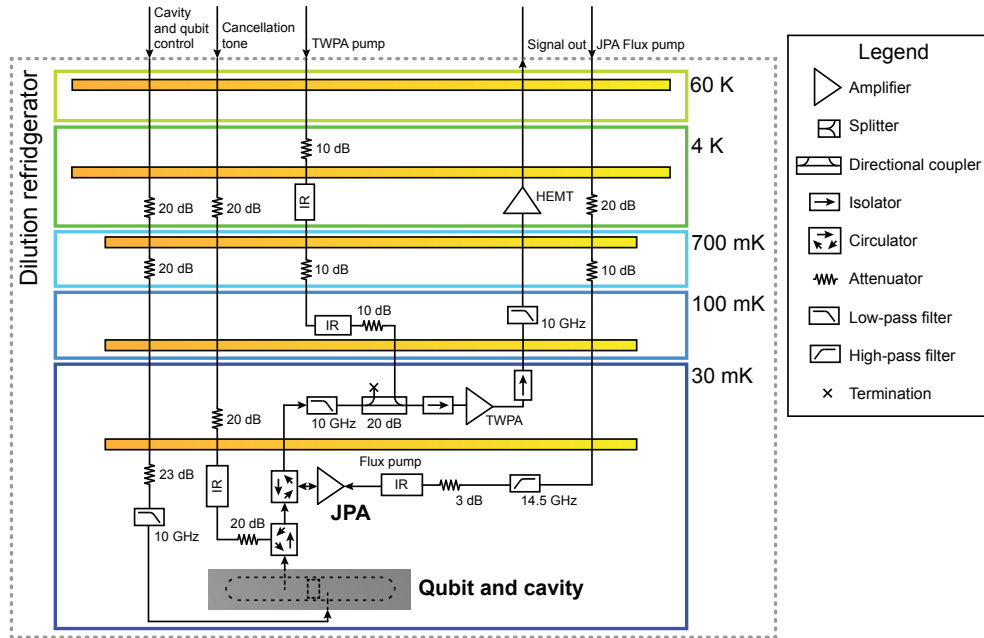 Cavity
and qubit
control
Cancellation
tone
TWPA pump
Signal out
JPA Flux pump
Dilution refridgerator
60 K
4 K
10 dB
IR
HEMT
20 dB
20 dB
20 dB
700 mK
20 dB
10 dB
10 dB
100 mK
10 dB
IR
10 GHz
30 mK
20 dB
10 GHz
20 dB
TWPA
23 dB
IR
Flux pump
IR
3 dB
14.5 GHz
JPA
10 GHz
20 dB
Qubit and cavity
Legend
Amplifier
Splitter
Directional coupler
Isolator
Circulator
Attenuator
Low-pass filter
High-pass filter
Termination